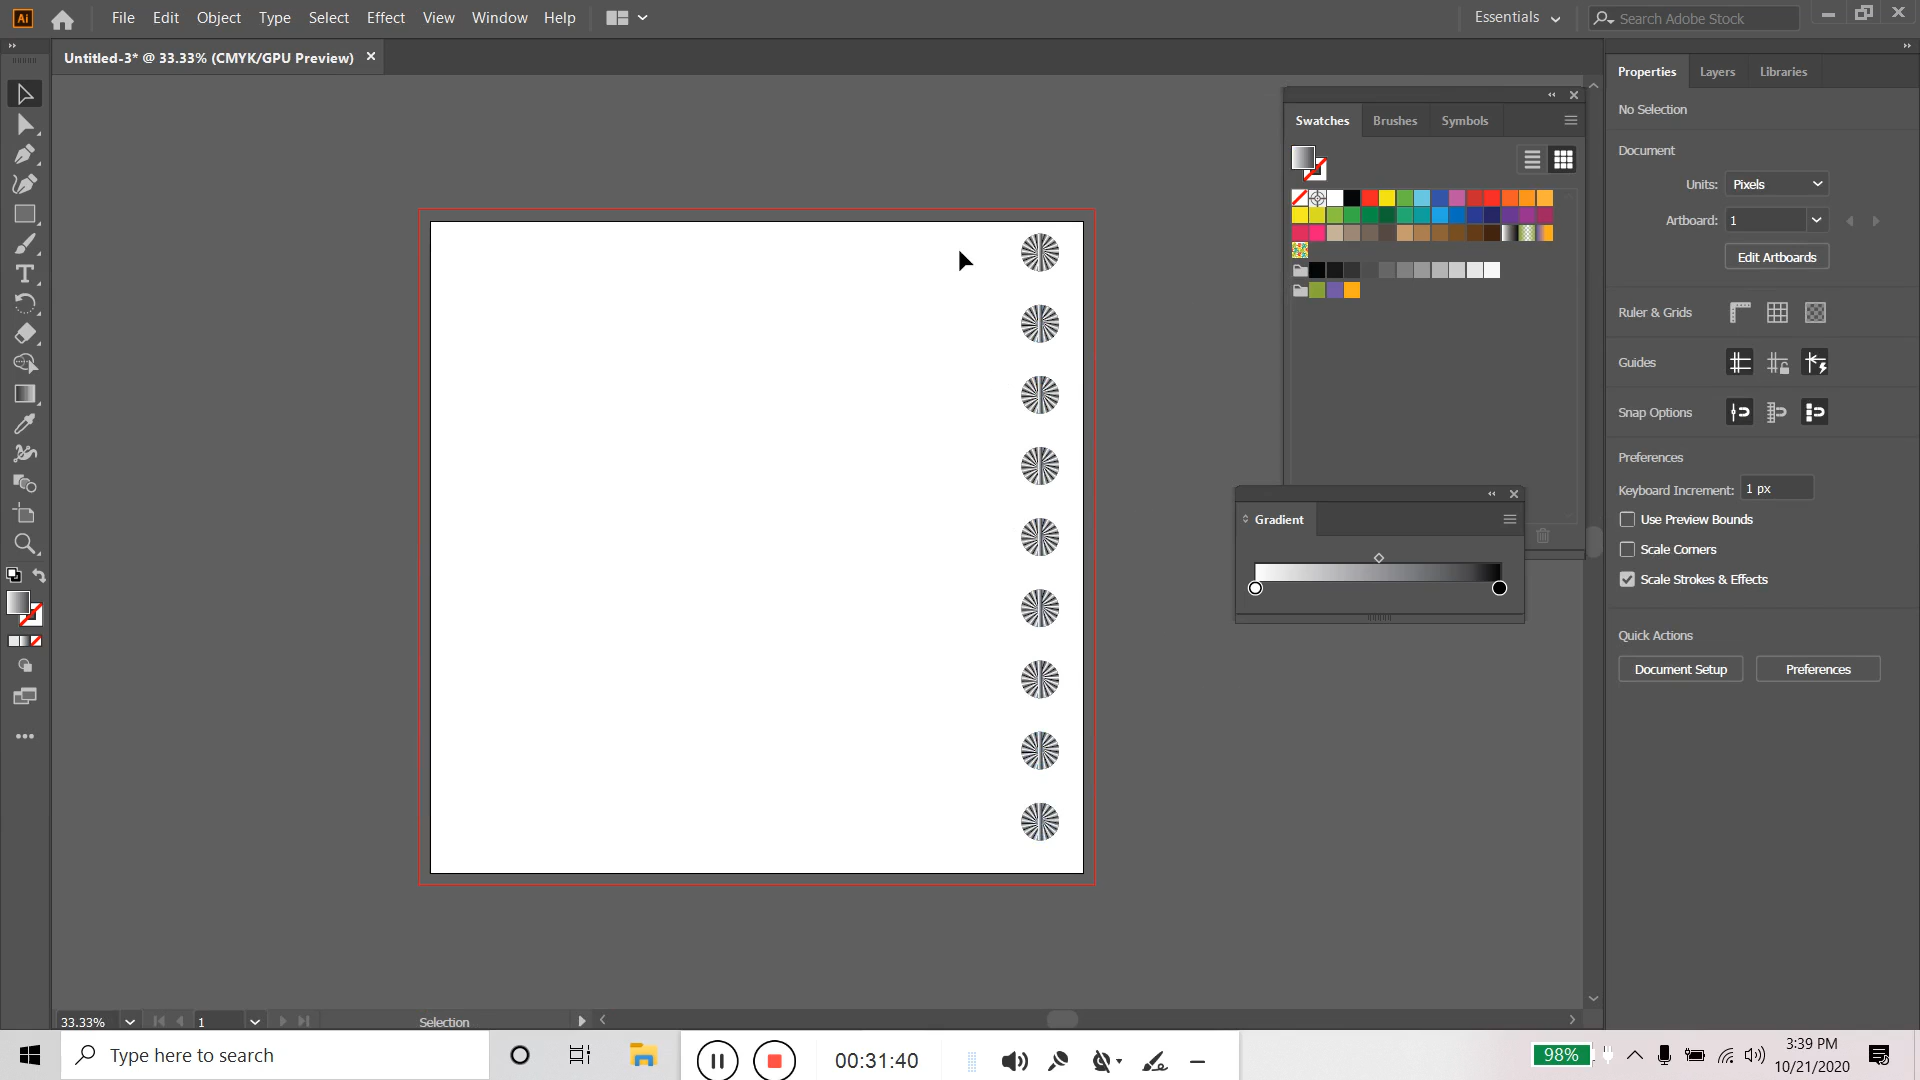 Ai File Edit Object Type Select Effect View Window Help Essentials Search Adobe Stock
Untitled-3* @ 33.33% (CMYK/GPU Preview)
Properties Layers Libraries
No Selection
Document
Units: Pixels
Artboard: 1
Edit Artboards
Ruler & Grids
Guides
Snap Options
Preferences
Keyboard Increment: 1 px
Use Preview Bounds
Scale Corners
Scale Strokes & Effects
Quick Actions
Document Setup Preferences
Swatches Brushes Symbols
Gradient
33.33% 1 Selection
Type here to search
00:31:40
98%
3:39 PM
10/21/2020